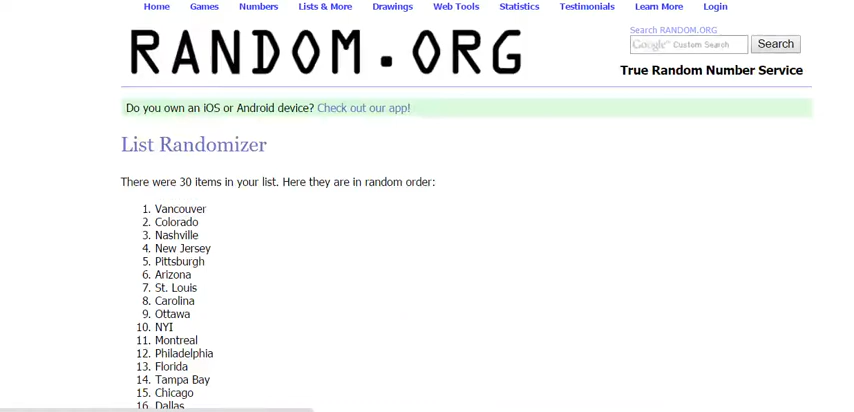 Home Games Numbers Lists & More Drawings Web Tools Statistics Testimonials Learn More Login
RANDOM.ORG
Search RANDOM.ORG
Google™ Custom Search Search
True Random Number Service
Do you own an iOS or Android device? Check out our app!
List Randomizer
There were 30 items in your list. Here they are in random order:
1. Vancouver
2. Colorado
3. Nashville
4. New Jersey
5. Pittsburgh
6. Arizona
7. St. Louis
8. Carolina
9. Ottawa
10. NYI
11. Montreal
12. Philadelphia
13. Florida
14. Tampa Bay
15. Chicago
16. Dallas